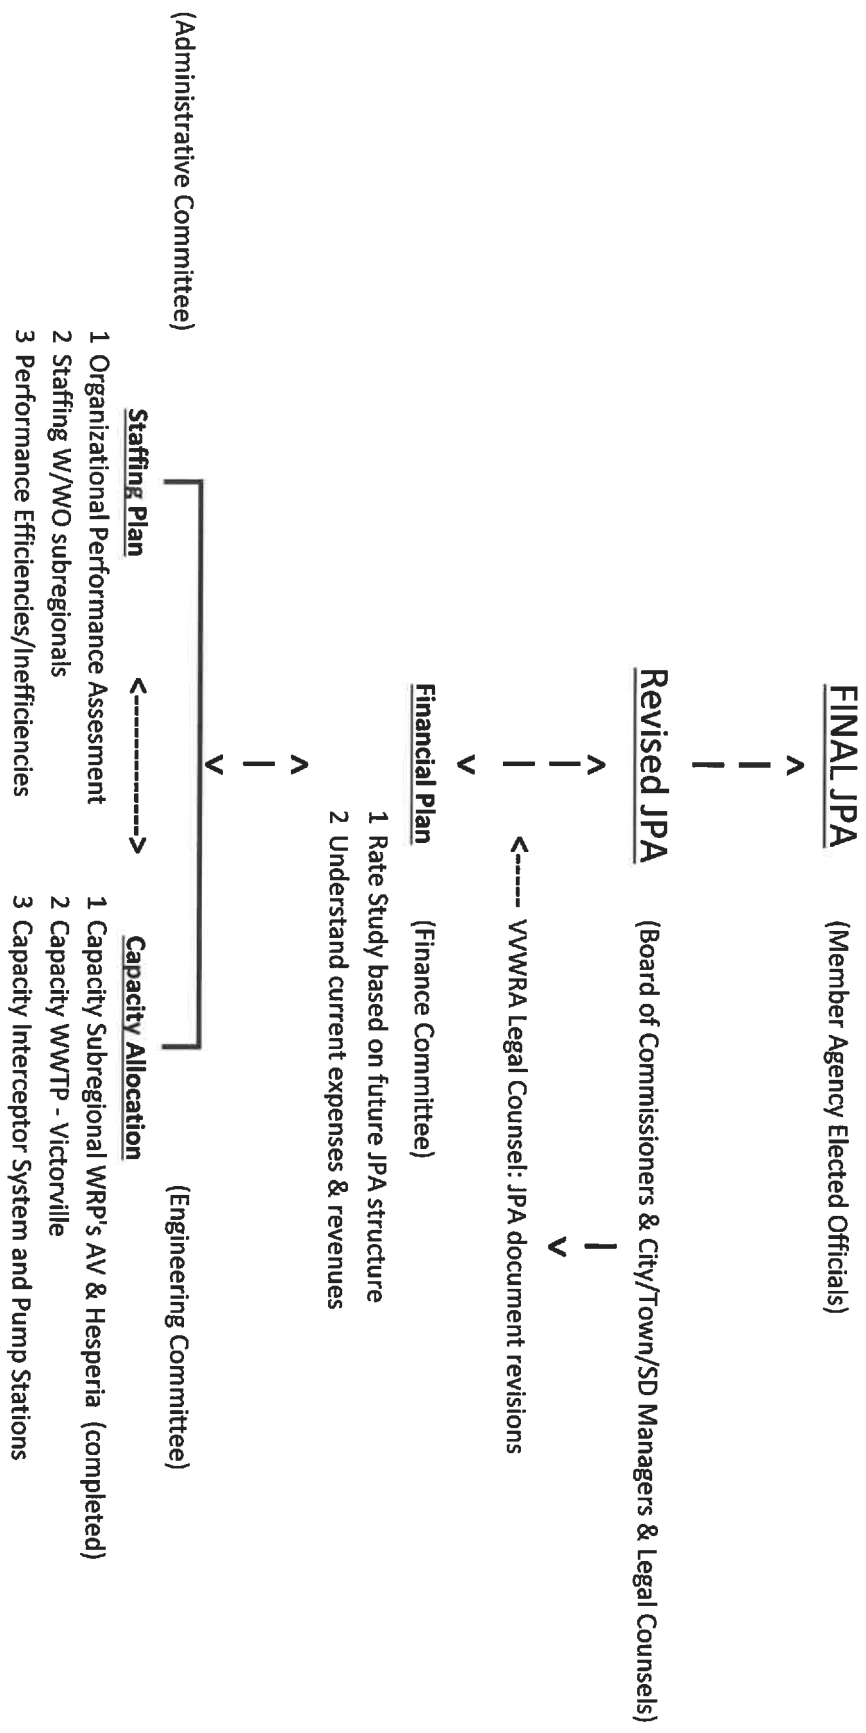 FINAL JPA (Member Agency Elected Officials)
Revised JPA (Board of Commissioners & City/Town/SD Managers & Legal Counsels)
<----- VVWRA Legal Counsel: JPA document revisions
Financial Plan (Finance Committee)
1 Rate Study based on future JPA structure
2 Understand current expenses & revenues
(Administrative Committee) (Engineering Committee)
Staffing Plan <------------> Capacity Allocation
1 Organizational Performance Assesment
2 Staffing W/WO subregionals
3 Performance Efficiencies/Inefficiencies
1 Capacity Subregional WRP's AV & Hesperia (completed)
2 Capacity WWTP - Victorville
3 Capacity Interceptor System and Pump Stations